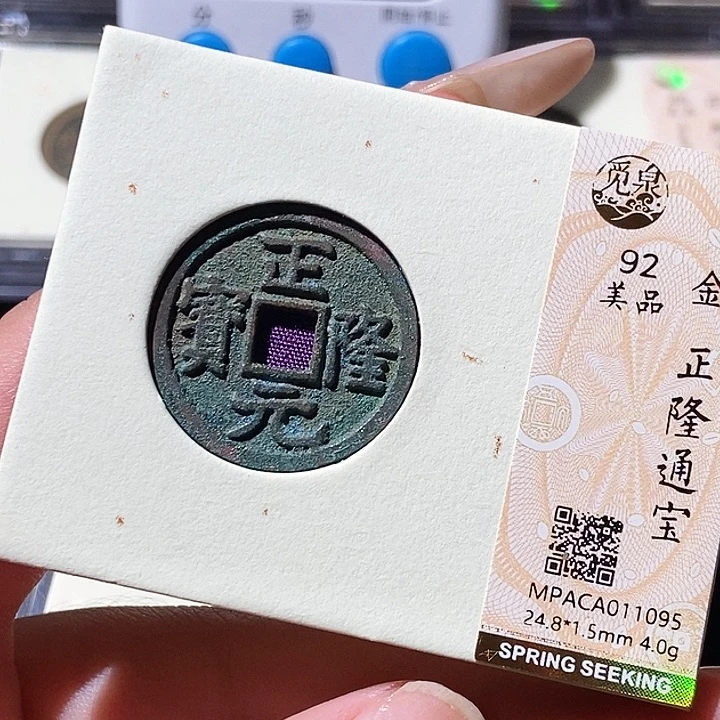 分 秒
正隆元寶
觅泉
92
美品
金
正隆通宝
MPACA011095
24.8*1.5mm 4.0g
SPRING SEEKING